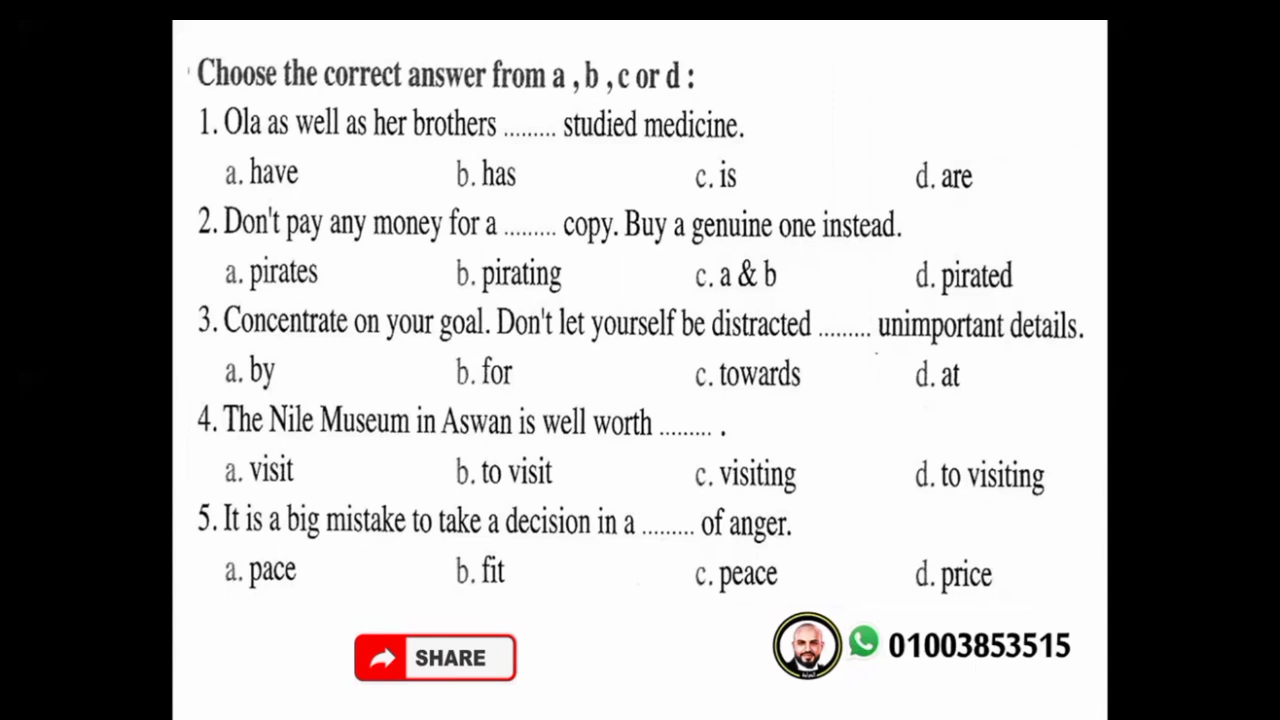 Choose the correct answer from a , b , c or d :
1. Ola as well as her brothers ......... studied medicine.
a. have b. has c. is d. are
2. Don't pay any money for a ......... copy. Buy a genuine one instead.
a. pirates b. pirating c. a & b d. pirated
3. Concentrate on your goal. Don't let yourself be distracted ......... unimportant details.
a. by b. for c. towards d. at
4. The Nile Museum in Aswan is well worth ......... .
a. visit b. to visit c. visiting d. to visiting
5. It is a big mistake to take a decision in a ......... of anger.
a. pace b. fit c. peace d. price
SHARE
01003853515